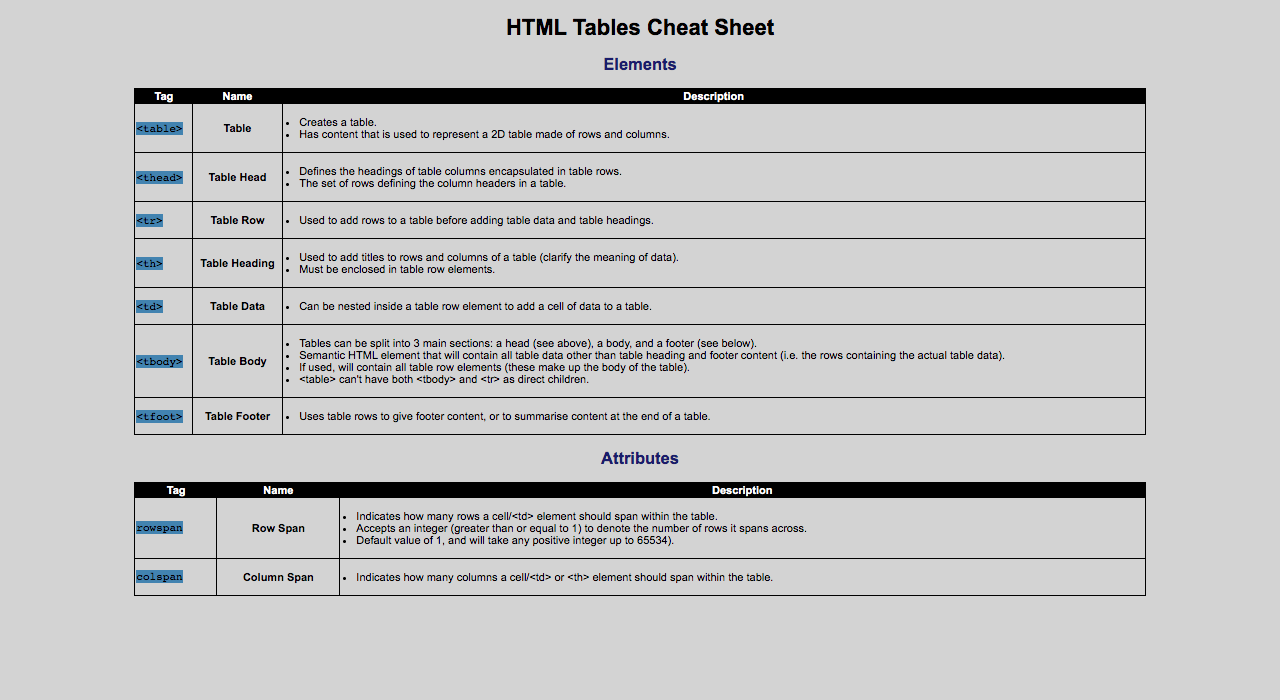 HTML Tables Cheat Sheet
Elements
Tag Name Description
<table> Table
• Creates a table.
• Has content that is used to represent a 2D table made of rows and columns.
<thead> Table Head
• Defines the headings of table columns encapsulated in table rows.
• The set of rows defining the column headers in a table.
<tr> Table Row
• Used to add rows to a table before adding table data and table headings.
<th> Table Heading
• Used to add titles to rows and columns of a table (clarify the meaning of data).
• Must be enclosed in table row elements.
<td> Table Data
• Can be nested inside a table row element to add a cell of data to a table.
<tbody> Table Body
• Tables can be split into 3 main sections: a head (see above), a body, and a footer (see below).
• Semantic HTML element that will contain all table data other than table heading and footer content (i.e. the rows containing the actual table data).
• If used, will contain all table row elements (these make up the body of the table).
• <table> can't have both <tbody> and <tr> as direct children.
<tfoot> Table Footer
• Uses table rows to give footer content, or to summarise content at the end of a table.
Attributes
Tag Name Description
rowspan Row Span
• Indicates how many rows a cell/<td> element should span within the table.
• Accepts an integer (greater than or equal to 1) to denote the number of rows it spans across.
• Default value of 1, and will take any positive integer up to 65534).
colspan Column Span
• Indicates how many columns a cell/<td> or <th> element should span within the table.